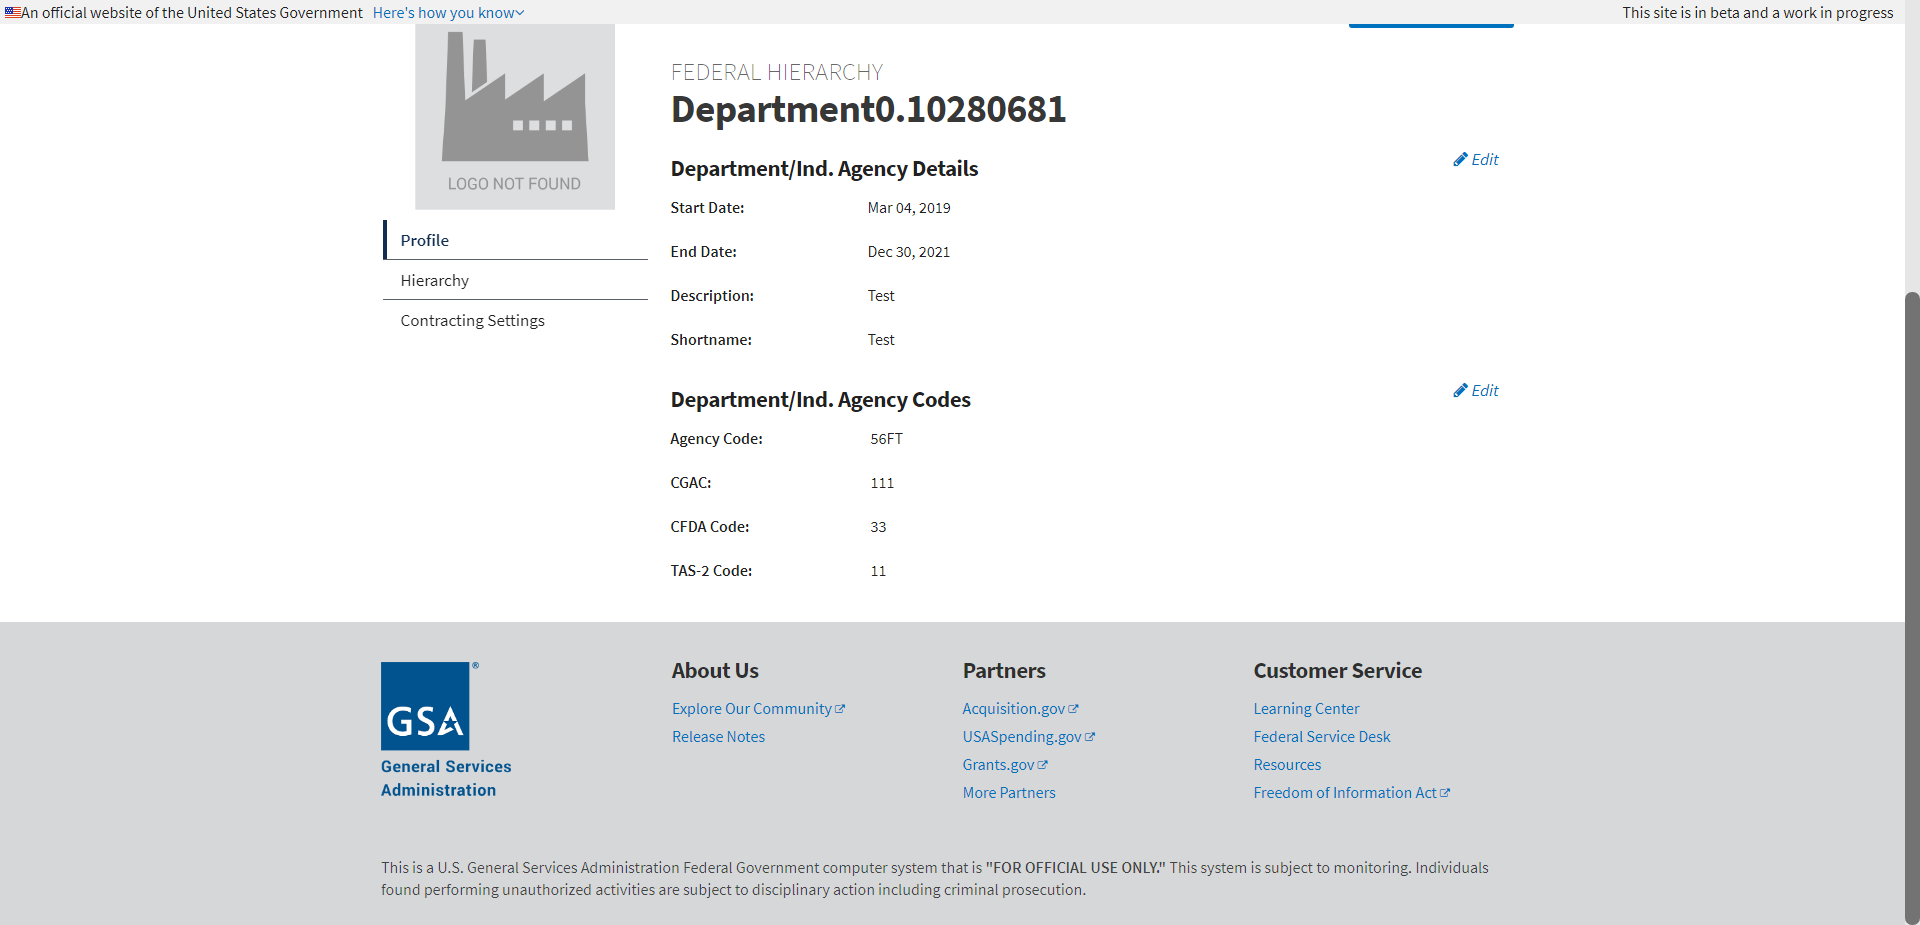 An official website of the United States Government Here's how you know
This site is in beta and a work in progress
LOGO NOT FOUND
Profile
Hierarchy
Contracting Settings
FEDERAL HIERARCHY
Department0.10280681
Department/Ind. Agency Details
Edit
Start Date: Mar 04, 2019
End Date: Dec 30, 2021
Description: Test
Shortname: Test
Department/Ind. Agency Codes
Edit
Agency Code: 56FT
CGAC: 111
CFDA Code: 33
TAS-2 Code: 11
GSA ®
General Services
Administration
About Us
Explore Our Community
Release Notes
Partners
Acquisition.gov
USASpending.gov
Grants.gov
More Partners
Customer Service
Learning Center
Federal Service Desk
Resources
Freedom of Information Act
This is a U.S. General Services Administration Federal Government computer system that is "FOR OFFICIAL USE ONLY." This system is subject to monitoring. Individuals
found performing unauthorized activities are subject to disciplinary action including criminal prosecution.